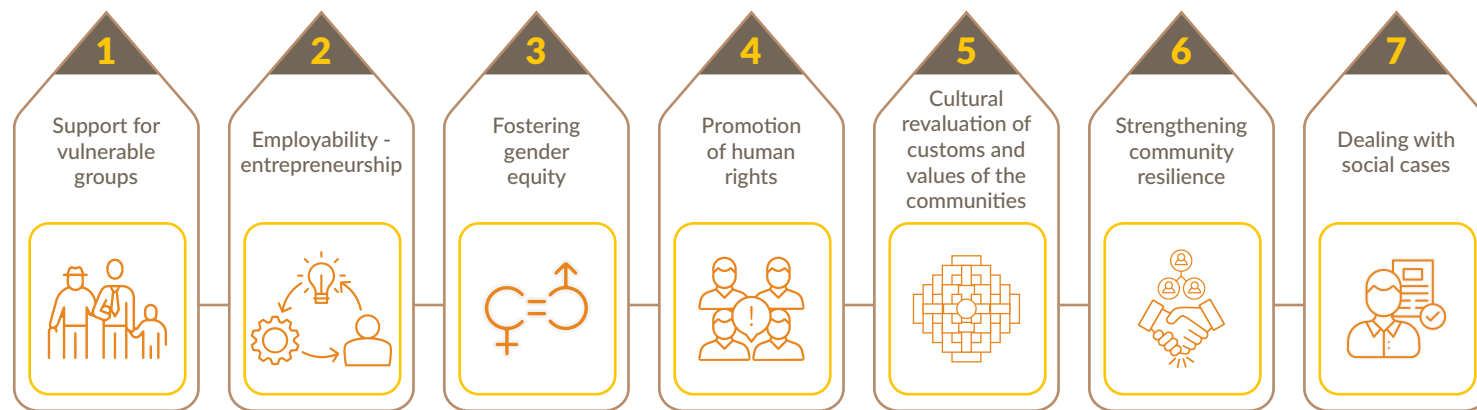 1
Support for
vulnerable
groups
2
Employability -
entrepreneurship
3
Fostering
gender
equity
4
Promotion
of human
rights
!
5
Cultural
revaluation of
customs and
values of the
communities
6
Strengthening
community
resilience
7
Dealing with
social cases